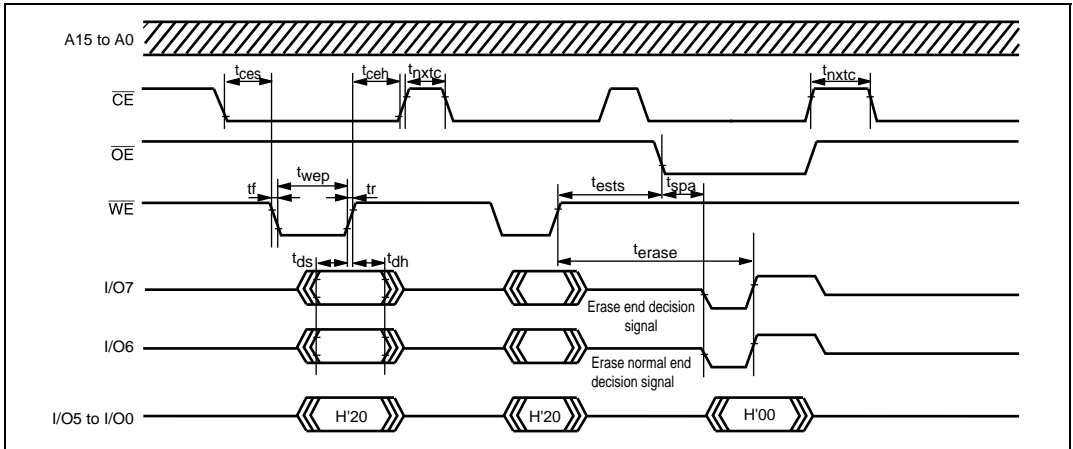 A15 to A0
tces
tceh
tnxtc
tnxtc
CE
OE
twep
tests
tspa
tf
tr
WE
terase
tds
tdh
I/O7
Erase end decision
signal
I/O6
Erase normal end
decision signal
I/O5 to I/O0
H'20
H'20
H'00